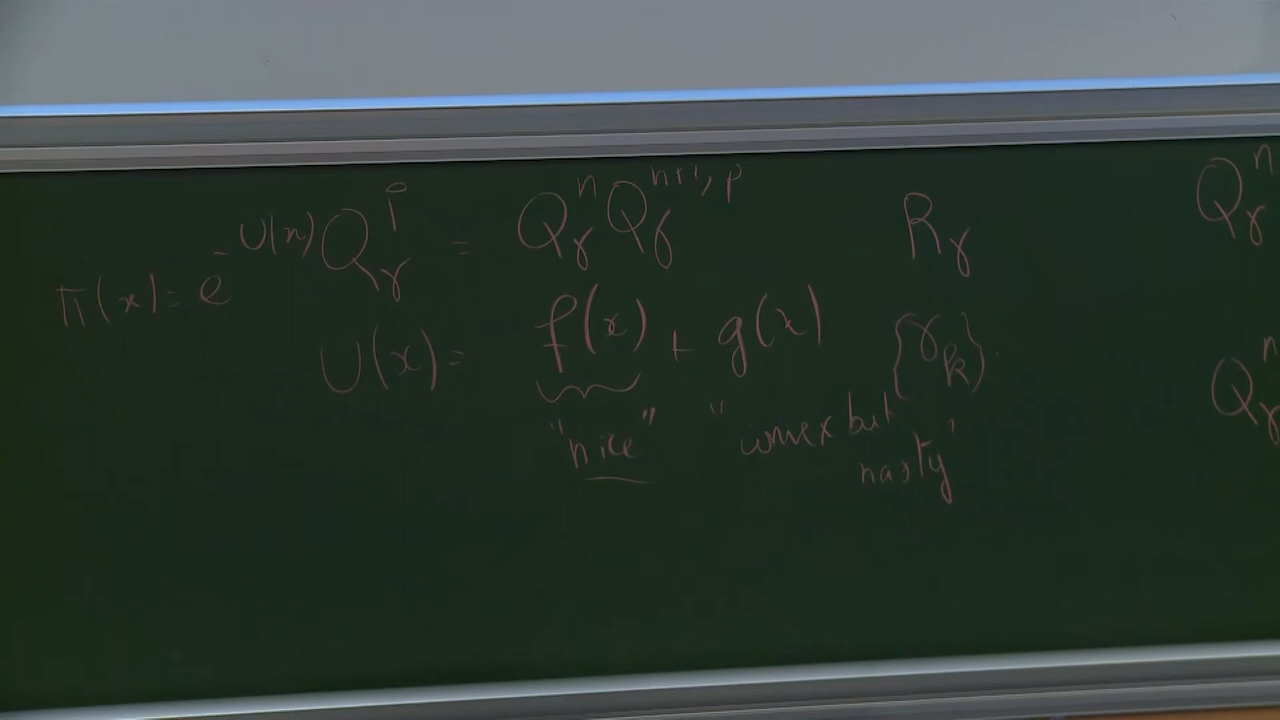 Q_γ^p = Q_γ^n Q_γ^{n+1,p} R_γ Q_γ^n
π(x) = e^{-U(x)}
U(x) = f(x) + g(x) {γ_k} Q_γ^n
"nice" "convex but
nasty"